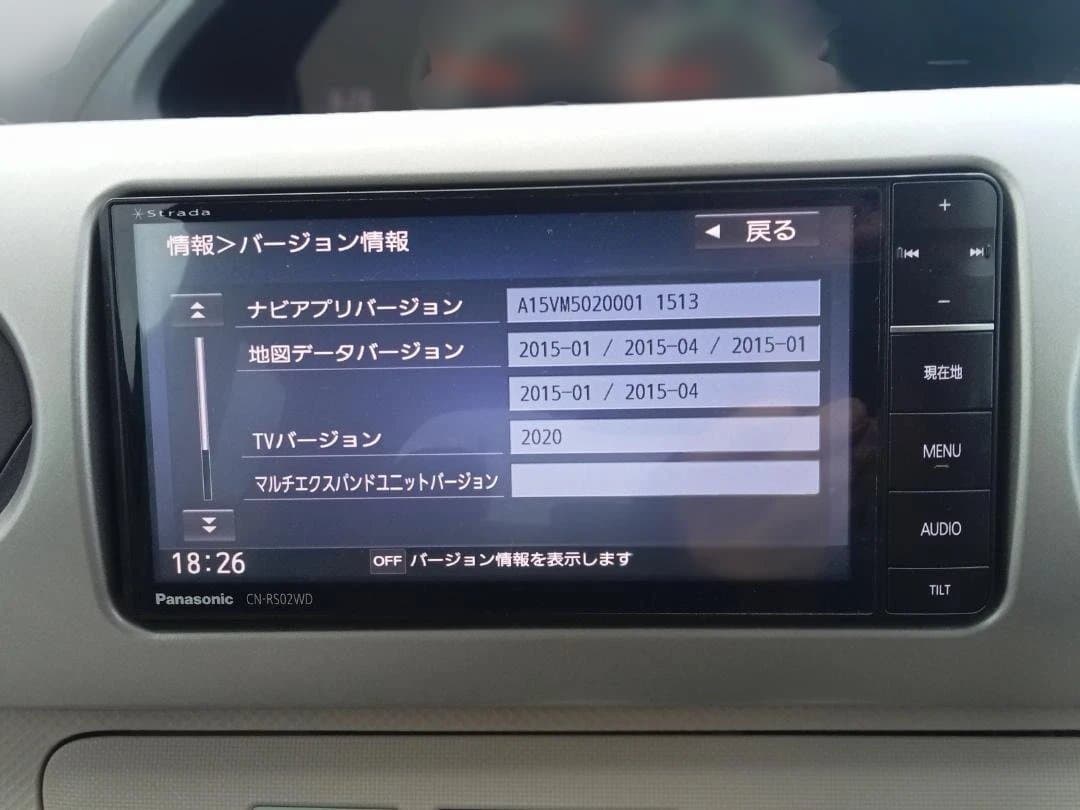 Strada
情報＞バージョン情報
◀ 戻る
ナビアプリバージョン A15VM5020001 1513
地図データバージョン 2015-01 / 2015-04 / 2015-01
2015-01 / 2015-04
TVバージョン 2020
マルチエクスパンドユニットバージョン
18:26 OFF バージョン情報を表示します
Panasonic CN-RS02WD
+
−
現在地
MENU
AUDIO
TILT